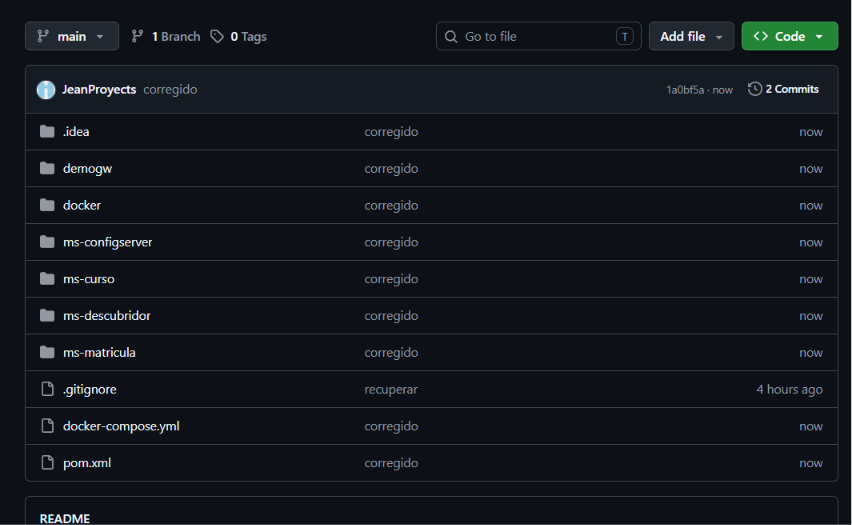 main 1 Branch 0 Tags Go to file T Add file Code
JeanProyects corregido 1a0bf5a · now 2 Commits
.idea corregido now
demogw corregido now
docker corregido now
ms-configserver corregido now
ms-curso corregido now
ms-descubridor corregido now
ms-matricula corregido now
.gitignore recuperar 4 hours ago
docker-compose.yml corregido now
pom.xml corregido now
README